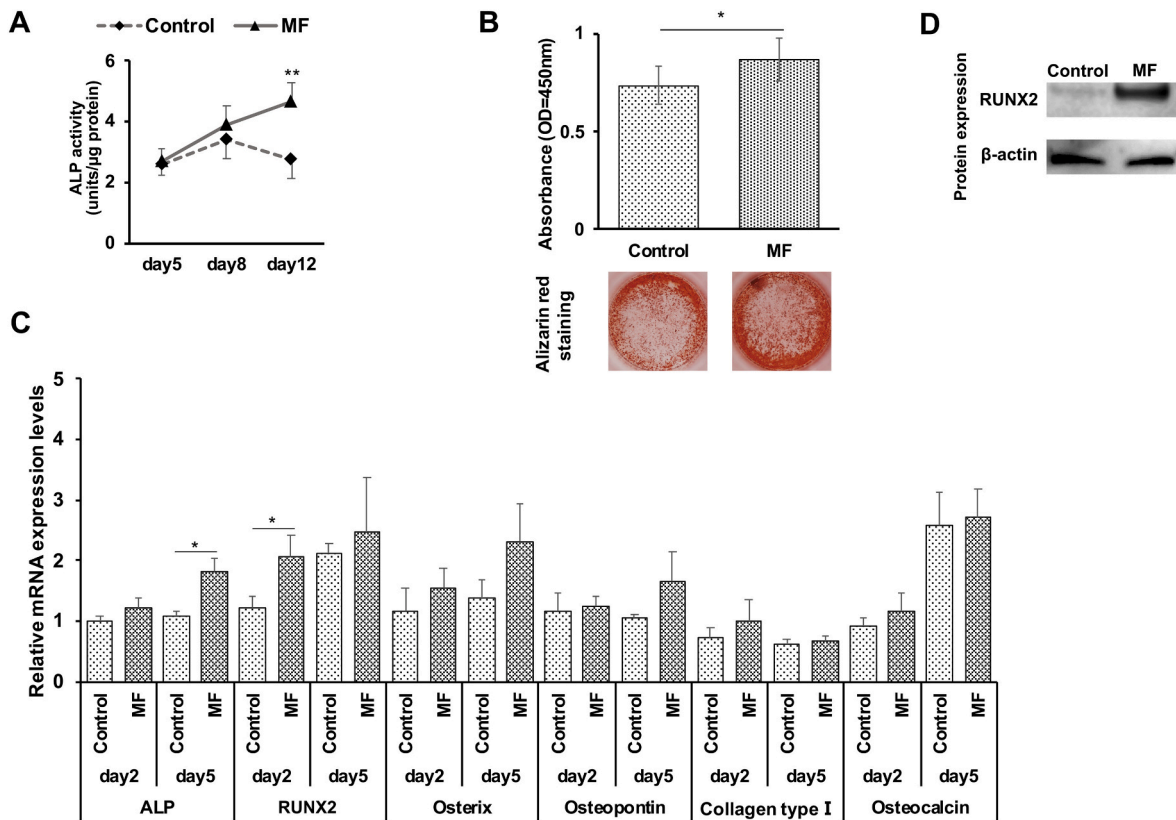 A
Control MF
6
4
2
0
ALP activity
(units/μg protein)
**
day5 day8 day12
B
*
1
0.5
0
Absorbance (OD=450nm)
Control MF
Alizarin red
staining
D
Control MF
RUNX2
β-actin
Protein expression
C
5
4
3
2
1
0
Relative mRNA expression levels
* *
Control MF Control MF Control MF Control MF Control MF Control MF Control MF Control MF Control MF Control MF Control MF Control MF
day2 day5 day2 day5 day2 day5 day2 day5 day2 day5 day2 day5
ALP RUNX2 Osterix Osteopontin Collagen type I Osteocalcin